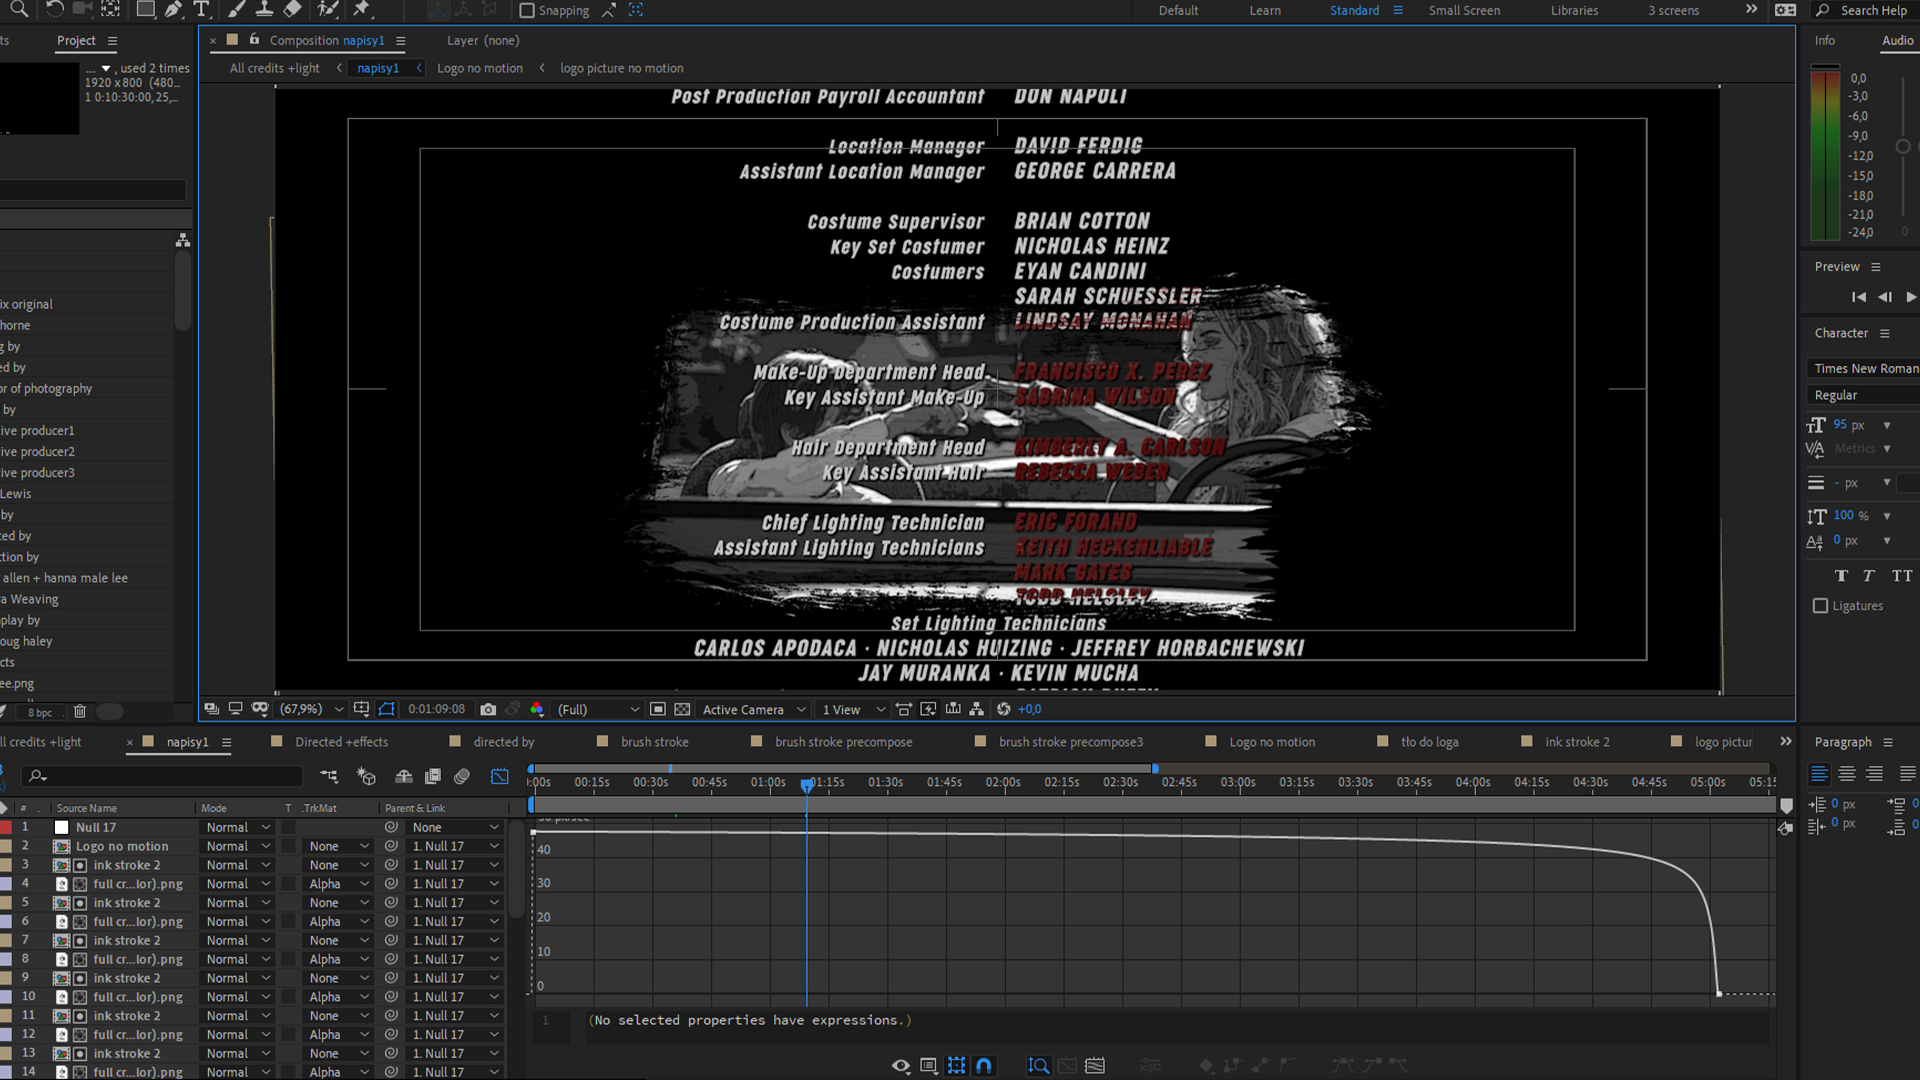 Snapping
Default
Learn
Standard
Small Screen
Libraries
3 screens
Search Help
Project
Composition napisy1
Layer (none)
Info
Audio
, used 2 times
1920 x 800 (480...
1 0:10:30:00, 25,...
All credits +light
napisy1
Logo no motion
logo picture no motion
Post Production Payroll Accountant DON NAPOLI
Location Manager DAVID FERDIG
Assistant Location Manager GEORGE CARRERA
Costume Supervisor BRIAN COTTON
Key Set Costumer NICHOLAS HEINZ
Costumers EYAN CANDINI
SARAH SCHUESSLER
Costume Production Assistant LINDSAY MONAHAN
Make-Up Department Head FRANCISCO X. PEREZ
Key Assistant Make-Up SABRINA WILSON
Hair Department Head KIMBERLY A. CARLSON
Key Assistant Hair REBECCA WEBER
Chief Lighting Technician ERIC FORAND
Assistant Lighting Technicians KEITH HECKENLIABLE
MARK GATES
TODD HELSLEY
Set Lighting Technicians
CARLOS APODACA · NICHOLAS HUIZING · JEFFREY HORBACHEWSKI
JAY MURANKA · KEVIN MUCHA
ix original
horne
g by
ed by
or of photography
by
ive producer1
ive producer2
ive producer3
Lewis
by
ced by
ction by
allen + hanna male lee
ra Weaving
nplay by
oug haley
cts
ee.png
8 bpc
(67,9%)
0:01:09:08
(Full)
Active Camera
1 View
+0,0
0,0
-3,0
-6,0
-9,0
-12,0
-15,0
-18,0
-21,0
-24,0
0
Preview
Character
Times New Roman
Regular
95 px
Metrics
- px
100 %
0 px
T T TT
Ligatures
Paragraph
0 px
0 px
ll credits +light
napisy1
Directed +effects
directed by
brush stroke
brush stroke precompose
brush stroke precompose3
Logo no motion
tło do loga
ink stroke 2
logo pictur
:00s 00:15s 00:30s 00:45s 01:00s 01:15s 01:30s 01:45s 02:00s 02:15s 02:30s 02:45s 03:00s 03:15s 03:30s 03:45s 04:00s 04:15s 04:30s 04:45s 05:00s 05:15
# Source Name Mode T .TrkMat Parent & Link
1 Null 17 Normal None
2 Logo no motion Normal None 1. Null 17
3 ink stroke 2 Normal None 1. Null 17
4 full cr...lor).png Normal Alpha 1. Null 17
5 ink stroke 2 Normal None 1. Null 17
6 full cr...lor).png Normal Alpha 1. Null 17
7 ink stroke 2 Normal None 1. Null 17
8 full cr...lor).png Normal Alpha 1. Null 17
9 ink stroke 2 Normal None 1. Null 17
10 full cr...lor).png Normal Alpha 1. Null 17
11 ink stroke 2 Normal None 1. Null 17
12 full cr...lor).png Normal Alpha 1. Null 17
13 ink stroke 2 Normal None 1. Null 17
14 full cr...lor).png Normal Alpha 1. Null 17
40
30
20
10
0
1 (No selected properties have expressions.)